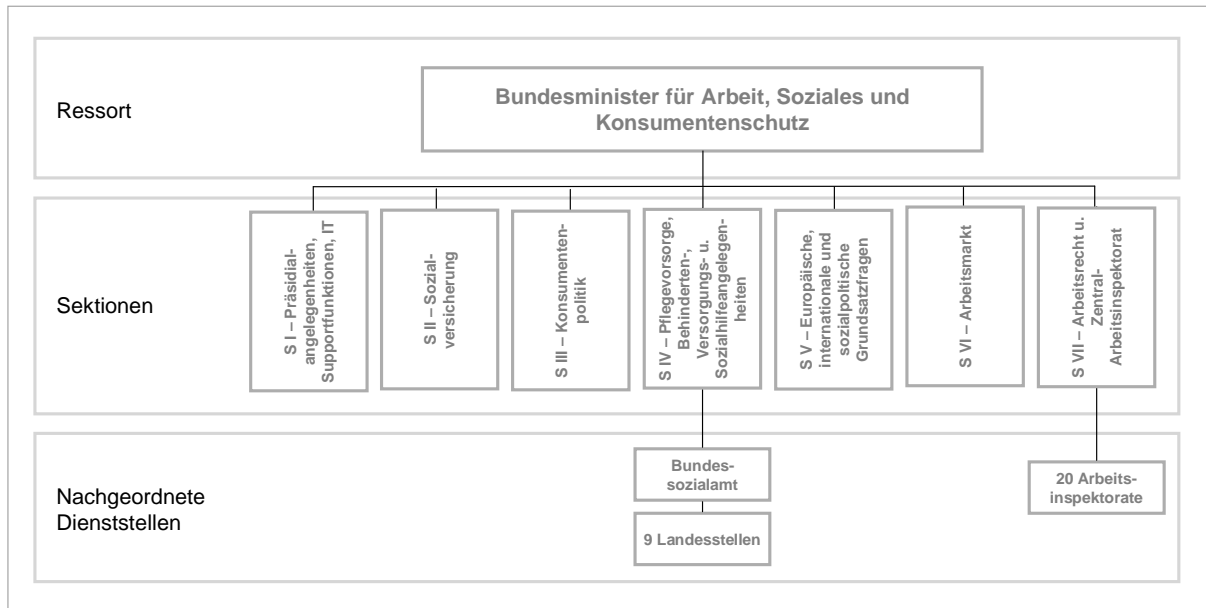 Ressort
Bundesminister für Arbeit, Soziales und
Konsumentenschutz
Sektionen
S I – Präsidial-
angelegenheiten,
Supportfunktionen, IT
S II – Sozial-
versicherung
S III – Konsumenten-
politik
S IV – Pflegevorsorge,
Behinderten-,
Versorgungs- u.
Sozialhilfeangelegen-
heiten
S V – Europäische,
internationale und
sozialpoltische
Grundsatzfragen
S VI – Arbeitsmarkt
S VII – Arbeitsrecht u.
Zentral-
Arbeitsinspektorat
Nachgeordnete
Dienststellen
Bundes-
sozialamt
9 Landesstellen
20 Arbeits-
inspektorate